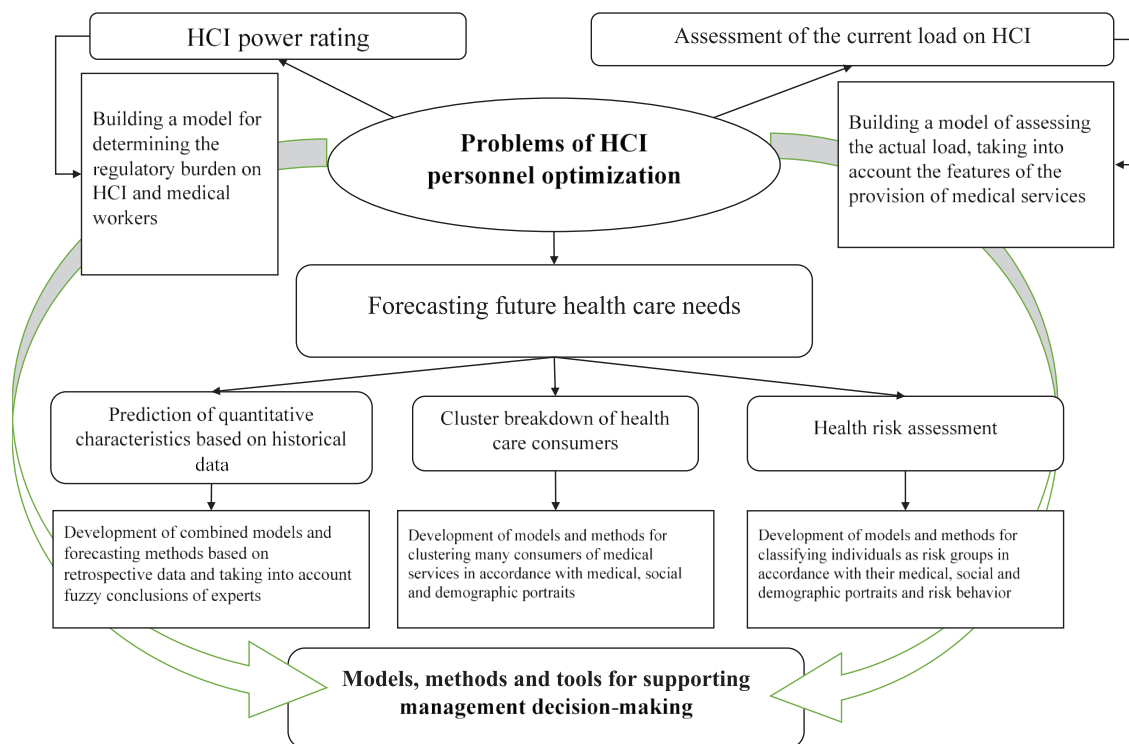 HCI power rating
Assessment of the current load on HCI
Building a model for
determining the
regulatory burden on
HCI and medical
workers
Problems of HCI
personnel optimization
Building a model of assessing
the actual load, taking into
account the features of the
provision of medical services
Forecasting future health care needs
Prediction of quantitative
characteristics based on historical
data
Cluster breakdown of health
care consumers
Health risk assessment
Development of combined models and
forecasting methods based on
retrospective data and taking into account
fuzzy conclusions of experts
Development of models and methods for
clustering many consumers of medical
services in accordance with medical, social
and demographic portraits
Development of models and methods for
classifying individuals as risk groups in
accordance with their medical, social and
demographic portraits and risk behavior
Models, methods and tools for supporting
management decision-making